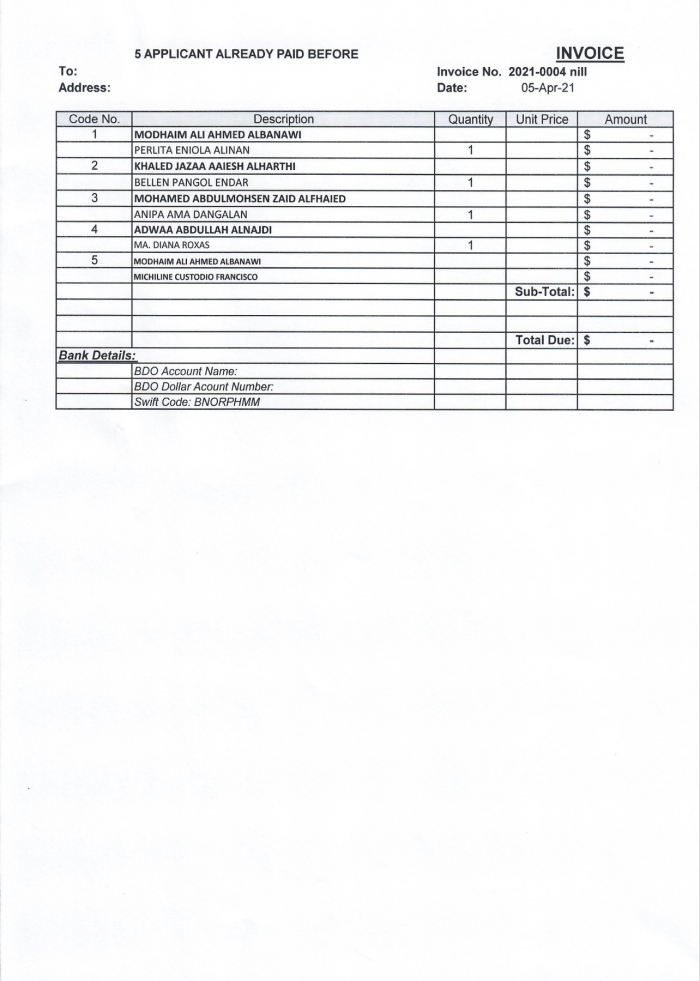 5 APPLICANT ALREADY PAID BEFORE INVOICE
To: Invoice No. 2021-0004 nill
Address: Date: 05-Apr-21
Code No. Description Quantity Unit Price Amount
1 MODHAIM ALI AHMED ALBANAWI $ -
PERLITA ENIOLA ALINAN 1 $ -
2 KHALED JAZAA AAIESH ALHARTHI $ -
BELLEN PANGOL ENDAR 1 $ -
3 MOHAMED ABDULMOHSEN ZAID ALFHAIED $ -
ANIPA AMA DANGALAN 1 $ -
4 ADWAA ABDULLAH ALNAJDI $ -
MA. DIANA ROXAS 1 $ -
5 MODHAIM ALI AHMED ALBANAWI $ -
MICHILINE CUSTODIO FRANCISCO $ -
Sub-Total: $ -
Total Due: $ -
Bank Details:
BDO Account Name:
BDO Dollar Acount Number:
Swift Code: BNORPHMM